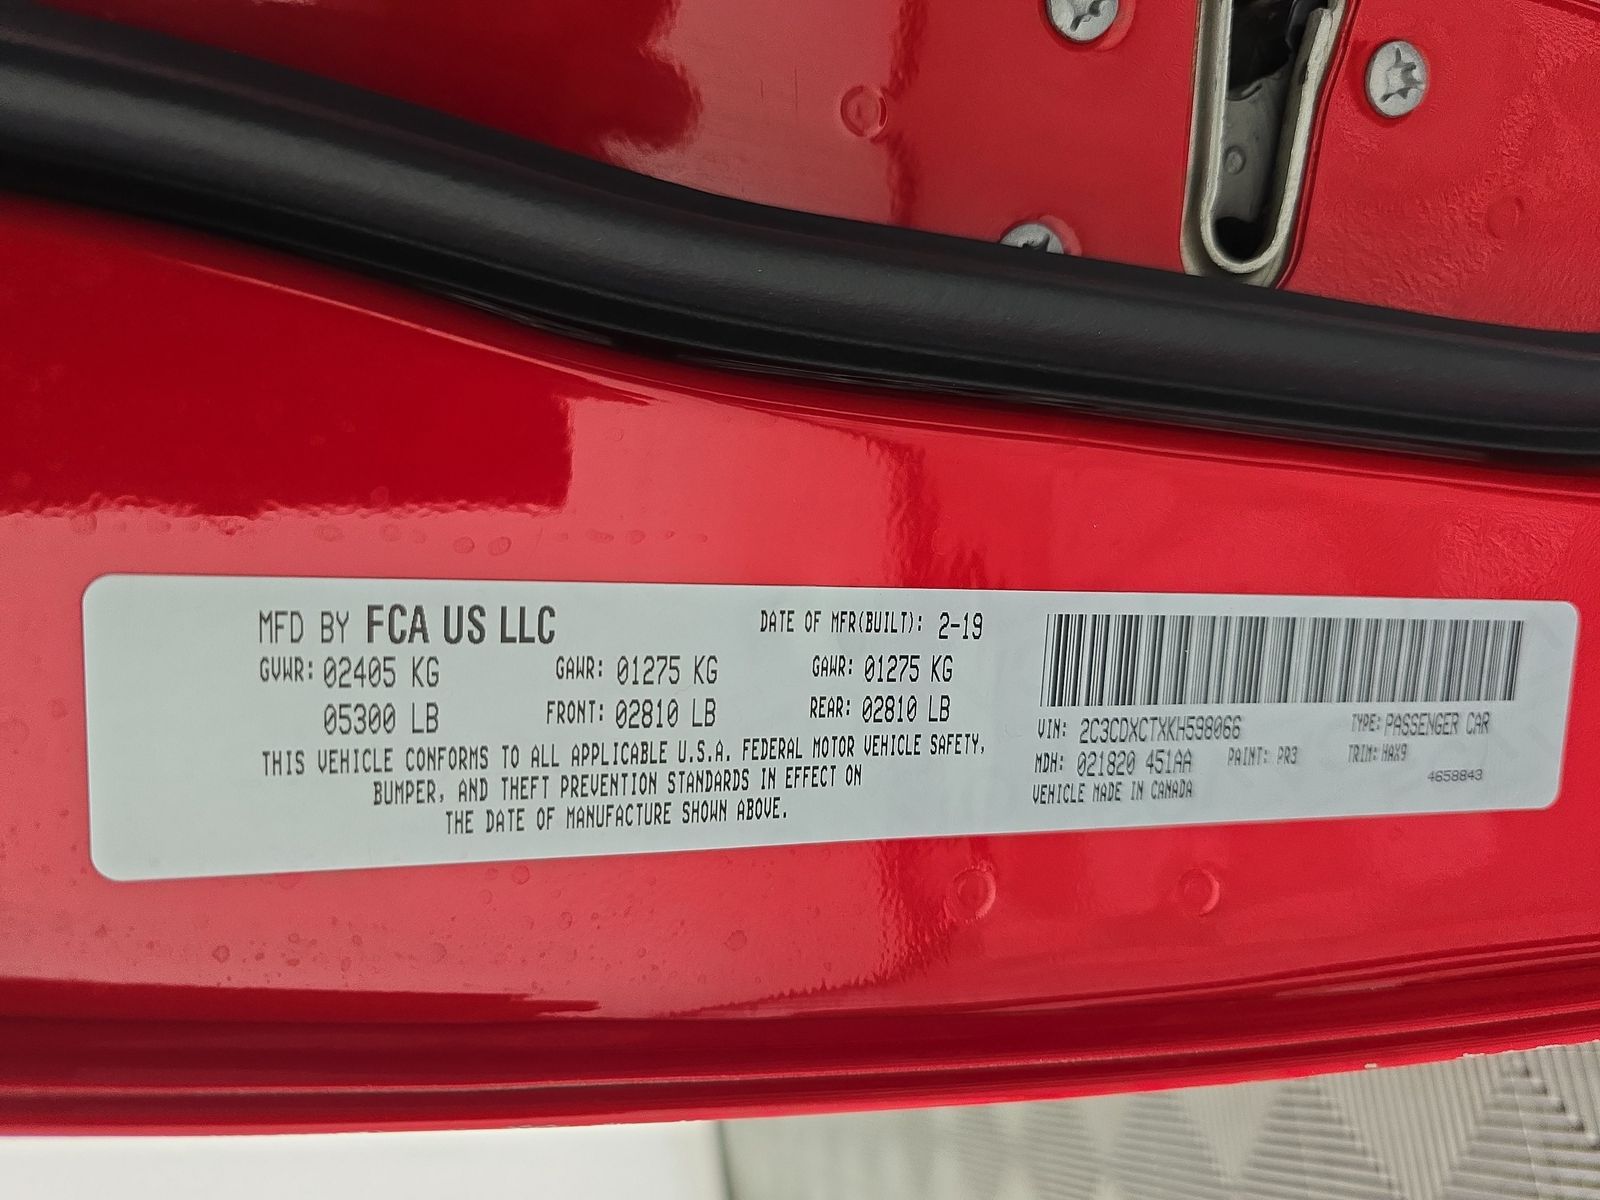 MFD BY FCA US LLC
DATE OF MFR(BUILT): 2-19
GVWR: 02405 KG
GAWR: 01275 KG
GAWR: 01275 KG
05300 LB
FRONT: 02810 LB
REAR: 02810 LB
THIS VEHICLE CONFORMS TO ALL APPLICABLE U.S.A. FEDERAL MOTOR VEHICLE SAFETY,
BUMPER, AND THEFT PREVENTION STANDARDS IN EFFECT ON
THE DATE OF MANUFACTURE SHOWN ABOVE.
VIN: 2C3CDXCTXKH598066
TYPE: PASSENGER CAR
MDH: 021820 451AA
PAINT: PR3
TRIM: HAX9
VEHICLE MADE IN CANADA
4658843